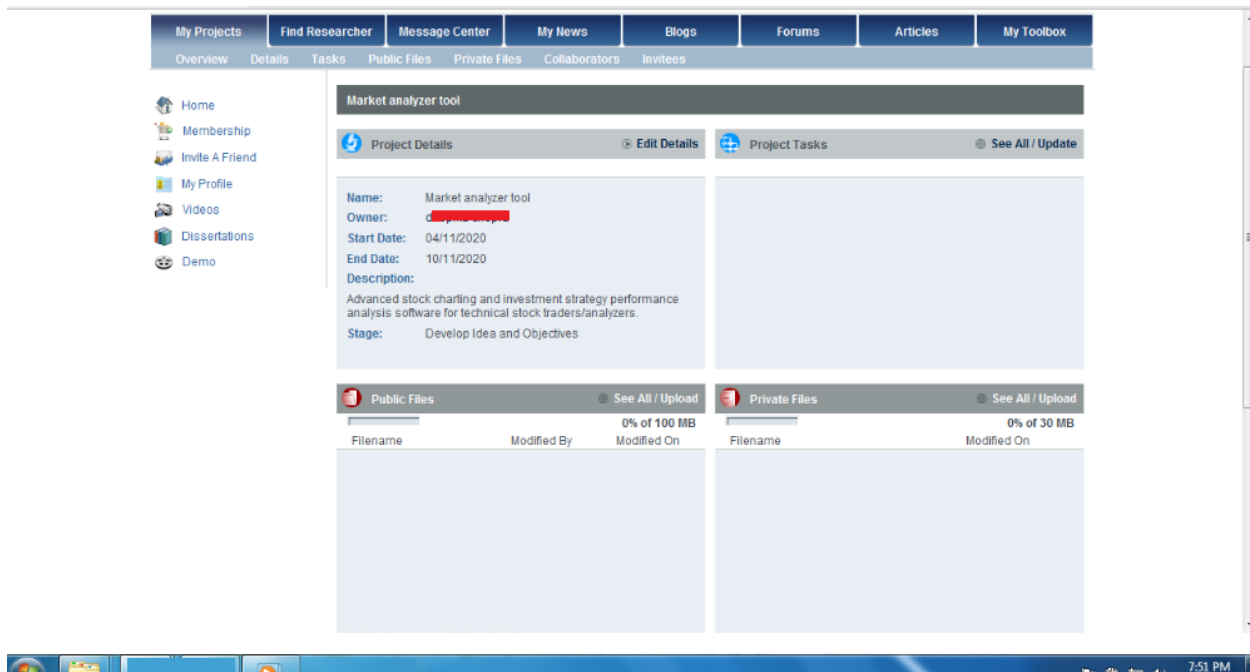 My Projects Find Researcher Message Center My News Blogs Forums Articles My Toolbox
Overview Details Tasks Public Files Private Files Collaborators Invitees
Home
Membership
Invite A Friend
My Profile
Videos
Dissertations
Demo
Market analyzer tool
Project Details Edit Details
Name: Market analyzer tool
Owner:
Start Date: 04/11/2020
End Date: 10/11/2020
Description:
Advanced stock charting and investment strategy performance
analysis software for technical stock traders/analyzers.
Stage: Develop Idea and Objectives
Project Tasks See All / Update
Public Files See All / Upload
0% of 100 MB
Filename Modified By Modified On
Private Files See All / Upload
0% of 30 MB
Filename Modified On
7:51 PM